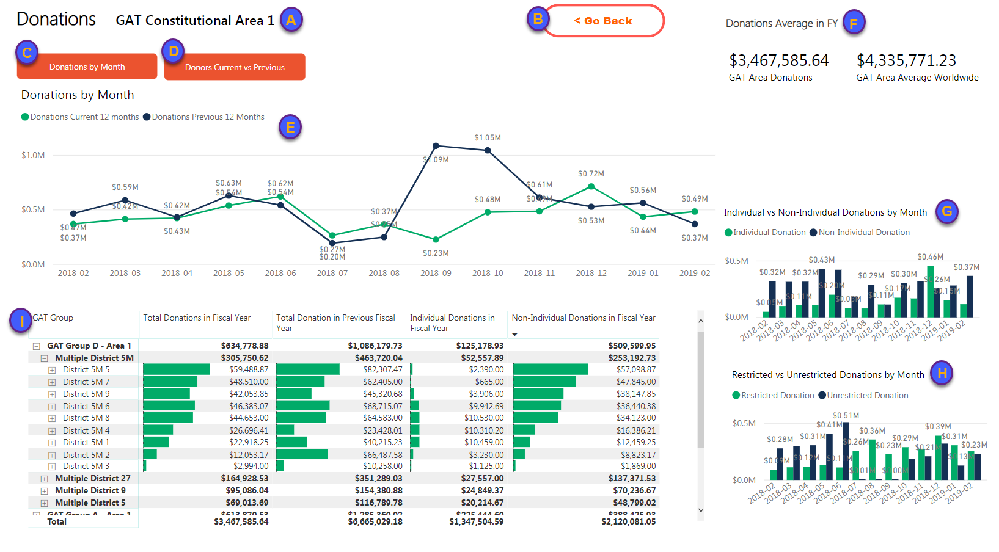 Donations
GAT Constitutional Area 1
A
B
< Go Back
C
Donations by Month
D
Donors Current vs Previous
Donations by Month
Donations Current 12 months
Donations Previous 12 Months
E
$1.0M
$0.5M
$0.0M
$0.47M
$0.37M
$0.59M
$0.42M
$0.42M
$0.43M
$0.63M
$0.54M
$0.62M
$0.54M
$0.27M
$0.20M
$0.37M
$1.09M
$0.23M
$1.05M
$0.48M
$0.61M
$0.72M
$0.53M
$0.56M
$0.44M
$0.49M
$0.37M
2018-02 2018-03 2018-04 2018-05 2018-06 2018-07 2018-08 2018-09 2018-10 2018-11 2018-12 2019-01 2019-02
Donations Average in FY
F
$3,467,585.64
GAT Area Donations
$4,335,771.23
GAT Area Average Worldwide
Individual vs Non-Individual Donations by Month
G
Individual Donation
Non-Individual Donation
$0.5M
$0.0M
$0.32M
$0.05M
$0.11M
$0.32M
$0.43M
$0.20M
$0.08M
$0.29M
$0.11M
$0.30M
$0.17M
$0.46M
$0.26M
$0.15M
$0.37M
2018-02 2018-03 2018-04 2018-05 2018-06 2018-07 2018-08 2018-09 2018-10 2018-11 2018-12 2019-01 2019-02
Restricted vs Unrestricted Donations by Month
H
Restricted Donation
Unrestricted Donation
$0.5M
$0.0M
$0.28M
$0.09M
$0.31M
$0.12M
$0.41M
$0.11M
$0.51M
$0.26M
$0.01M
$0.36M
$0.23M
$0.00M
$0.29M
$0.21M
$0.39M
$0.31M
$0.13M
$0.23M
2018-02 2018-03 2018-04 2018-05 2018-06 2018-07 2018-08 2018-09 2018-10 2018-11 2018-12 2019-01 2019-02
I
GAT Group Total Donations in Fiscal Year Total Donation in Previous Fiscal Year Individual Donations in Fiscal Year Non-Individual Donations in Fiscal Year
GAT Group D - Area 1 $634,778.88 $1,086,179.73 $125,178.93 $509,599.95
Multiple District 5M $305,750.62 $463,720.04 $52,557.89 $253,192.73
District 5M 5 $59,488.87 $82,307.47 $2,390.00 $57,098.87
District 5M 7 $48,510.00 $62,405.00 $665.00 $47,845.00
District 5M 9 $42,053.85 $45,320.68 $3,906.00 $38,147.85
District 5M 6 $46,383.07 $68,715.07 $9,942.69 $36,440.38
District 5M 8 $44,653.00 $64,583.00 $10,530.00 $34,123.00
District 5M 4 $26,696.41 $23,428.01 $10,310.20 $16,386.21
District 5M 1 $22,918.25 $40,215.23 $10,459.00 $12,459.25
District 5M 2 $12,053.17 $66,487.58 $3,230.00 $8,823.17
District 5M 3 $2,994.00 $10,258.00 $1,125.00 $1,869.00
Multiple District 27 $164,928.53 $351,289.03 $27,557.00 $137,371.53
Multiple District 9 $95,086.04 $154,380.88 $24,849.37 $70,236.67
Multiple District 5 $69,013.69 $116,789.78 $20,214.67 $48,799.02
GAT Group A - Area 1
Total $3,467,585.64 $6,665,029.18 $1,347,504.59 $2,120,081.05